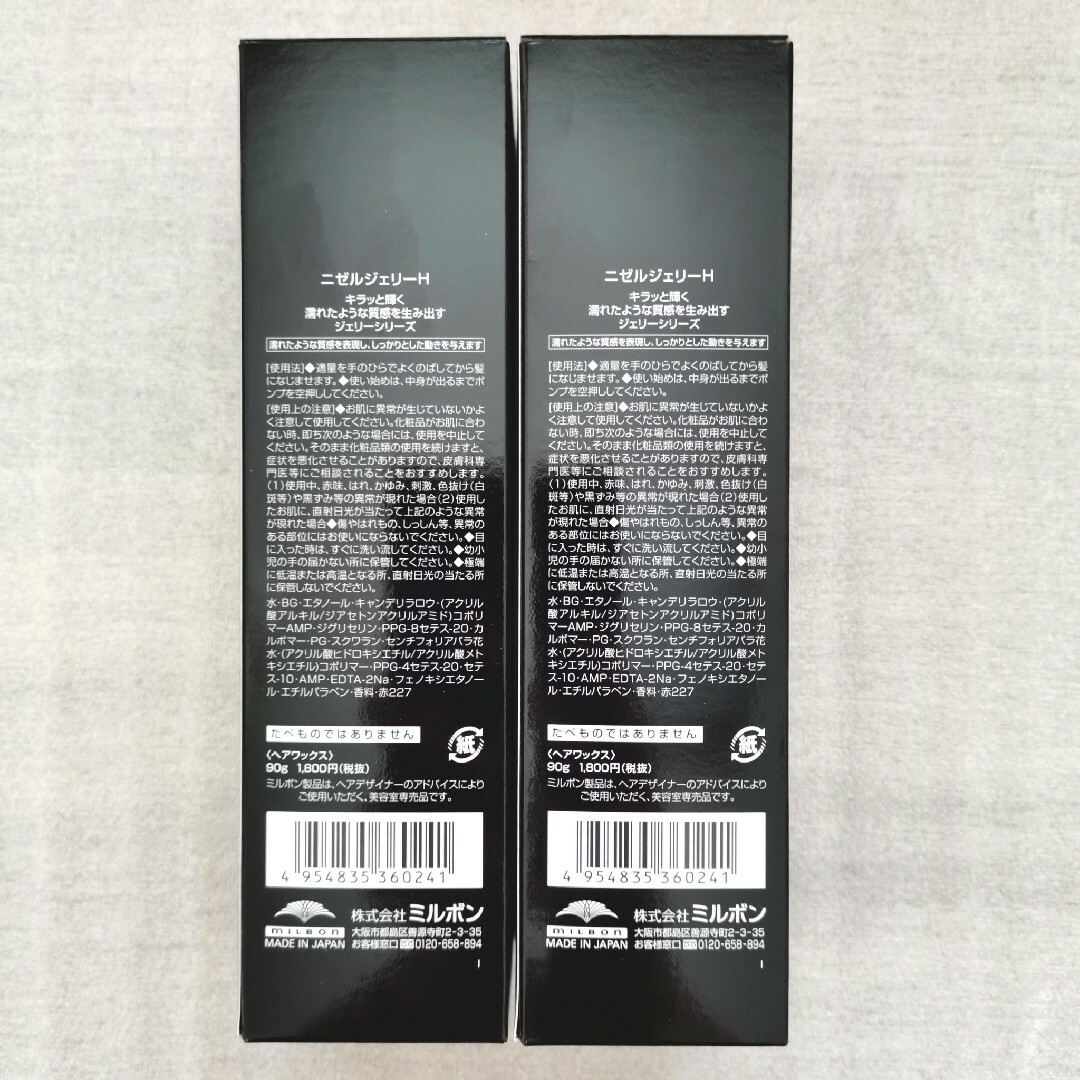 ニゼルジェリーH
キラッと輝く
濡れたような質感を生み出す
ジェリーシリーズ
濡れたような質感を表現し、しっかりとした動きを与えます
[使用法]◆適量を手のひらでよくのばしてから髪
になじませます。◆使い始めは、中身が出るまでポ
ンプを空押ししてください。
[使用上の注意]◆お肌に異常が生じていないかよ
く注意して使用してください。化粧品がお肌に合わ
ない時、即ち次のような場合には、使用を中止して
ください。そのまま化粧品類の使用を続けますと、
症状を悪化させることがありますので、皮膚科専
門医等にご相談されることをおすすめします。
(1)使用中、赤味、はれ、かゆみ、刺激、色抜け(白
斑等)や黒ずみ等の異常が現れた場合(2)使用し
たお肌に、直射日光が当たって上記のような異常
が現れた場合◆傷やはれもの、しっしん等、異常の
ある部位にはお使いにならないでください。◆目
に入った時は、すぐに洗い流してください。◆幼小
児の手の届かない所に保管してください。◆極端
に低温または高温となる所、直射日光の当たる所
に保管しないでください。
水・BG・エタノール・キャンデリラロウ・(アクリル
酸アルキル/ジアセトンアクリルアミド)コポリ
マーAMP・ジグリセリン・PPG-8セテス-20・カ
ルボマー・PG・スクワラン・センチフォリアバラ花
水・(アクリル酸ヒドロキシエチル/アクリル酸メト
キシエチル)コポリマー・PPG-4セテス-20・セテ
ス-10・AMP・EDTA-2Na・フェノキシエタノー
ル・エチルパラベン・香料・赤227
たべものではありません
紙
〈ヘアワックス〉
90g 1,800円(税抜)
ミルボン製品は、ヘアデザイナーのアドバイスにより
ご使用いただく、美容室専売品です。
4 954835 360241
株式会社ミルボン
MILBON
大阪市都島区善源寺町2-3-35
MADE IN JAPAN お客様窓口 0120-658-894
I
ニゼルジェリーH
キラッと輝く
濡れたような質感を生み出す
ジェリーシリーズ
濡れたような質感を表現し、しっかりとした動きを与えます
[使用法]◆適量を手のひらでよくのばしてから髪
になじませます。◆使い始めは、中身が出るまでポ
ンプを空押ししてください。
[使用上の注意]◆お肌に異常が生じていないかよ
く注意して使用してください。化粧品がお肌に合わ
ない時、即ち次のような場合には、使用を中止して
ください。そのまま化粧品類の使用を続けますと、
症状を悪化させることがありますので、皮膚科専
門医等にご相談されることをおすすめします。
(1)使用中、赤味、はれ、かゆみ、刺激、色抜け(白
斑等)や黒ずみ等の異常が現れた場合(2)使用し
たお肌に、直射日光が当たって上記のような異常
が現れた場合◆傷やはれもの、しっしん等、異常の
ある部位にはお使いにならないでください。◆目
に入った時は、すぐに洗い流してください。◆幼小
児の手の届かない所に保管してください。◆極端
に低温または高温となる所、直射日光の当たる所
に保管しないでください。
水・BG・エタノール・キャンデリラロウ・(アクリル
酸アルキル/ジアセトンアクリルアミド)コポリ
マーAMP・ジグリセリン・PPG-8セテス-20・カ
ルボマー・PG・スクワラン・センチフォリアバラ花
水・(アクリル酸ヒドロキシエチル/アクリル酸メト
キシエチル)コポリマー・PPG-4セテス-20・セテ
ス-10・AMP・EDTA-2Na・フェノキシエタノー
ル・エチルパラベン・香料・赤227
たべものではありません
紙
〈ヘアワックス〉
90g 1,800円(税抜)
ミルボン製品は、ヘアデザイナーのアドバイスにより
ご使用いただく、美容室専売品です。
4 954835 360241
株式会社ミルボン
MILBON
大阪市都島区善源寺町2-3-35
MADE IN JAPAN お客様窓口 0120-658-894
I